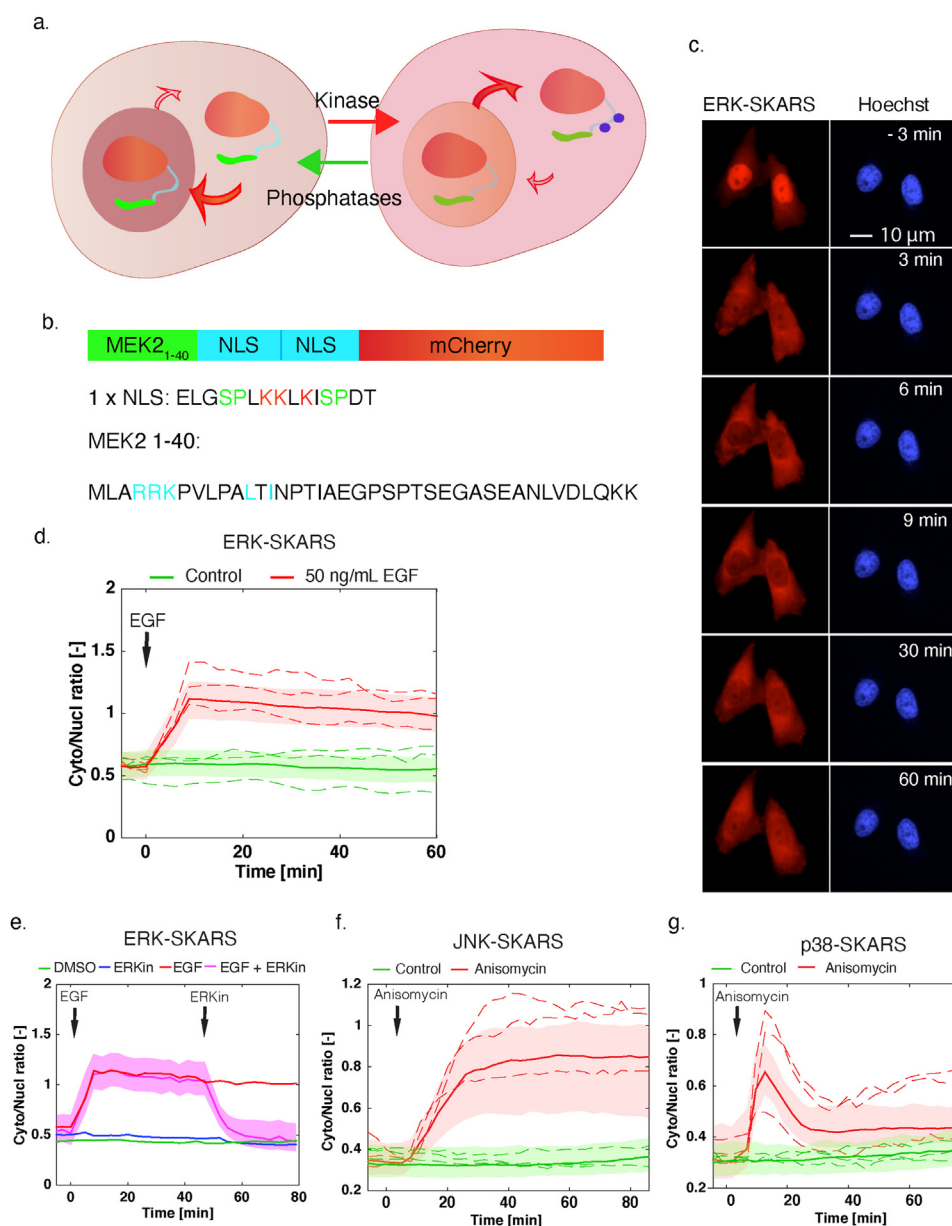 a.
Kinase
Phosphatases
b.
MEK2₁₋₄₀ NLS NLS mCherry
1 x NLS: ELGSPLKKLKISPDT
MEK2 1-40:
MLARRKPVLPALTINPTIAEGPSPTSEGASEANLVDLQKK
c.
ERK-SKARS Hoechst
- 3 min
10 µm
3 min
6 min
9 min
30 min
60 min
d.
ERK-SKARS
Control 50 ng/mL EGF
EGF
Cyto/Nucl ratio [-]
2
1.5
1
0.5
0
0 20 40 60
Time [min]
e.
ERK-SKARS
DMSO ERKin EGF EGF + ERKin
EGF ERKin
Cyto/Nucl ratio [-]
2
1.5
1
0.5
0
0 20 40 60 80
Time [min]
f.
JNK-SKARS
Control Anisomycin
Anisomycin
Cyto/Nucl ratio [-]
1.2
1
0.8
0.6
0.4
0.2
0 20 40 60 80
Time [min]
g.
p38-SKARS
Control Anisomycin
Anisomycin
Cyto/Nucl ratio [-]
1
0.8
0.6
0.4
0.2
0 20 40 60 80
Time [min]